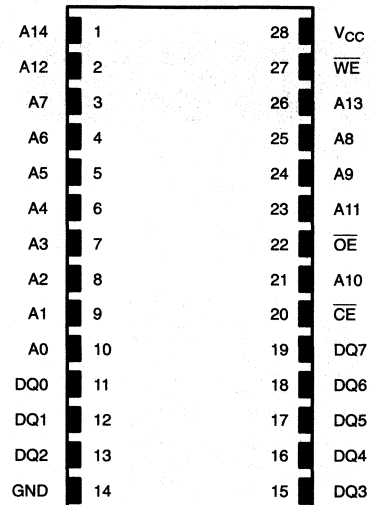 A14 1 28 VCC
A12 2 27 WE
A7 3 26 A13
A6 4 25 A8
A5 5 24 A9
A4 6 23 A11
A3 7 22 OE
A2 8 21 A10
A1 9 20 CE
A0 10 19 DQ7
DQ0 11 18 DQ6
DQ1 12 17 DQ5
DQ2 13 16 DQ4
GND 14 15 DQ3